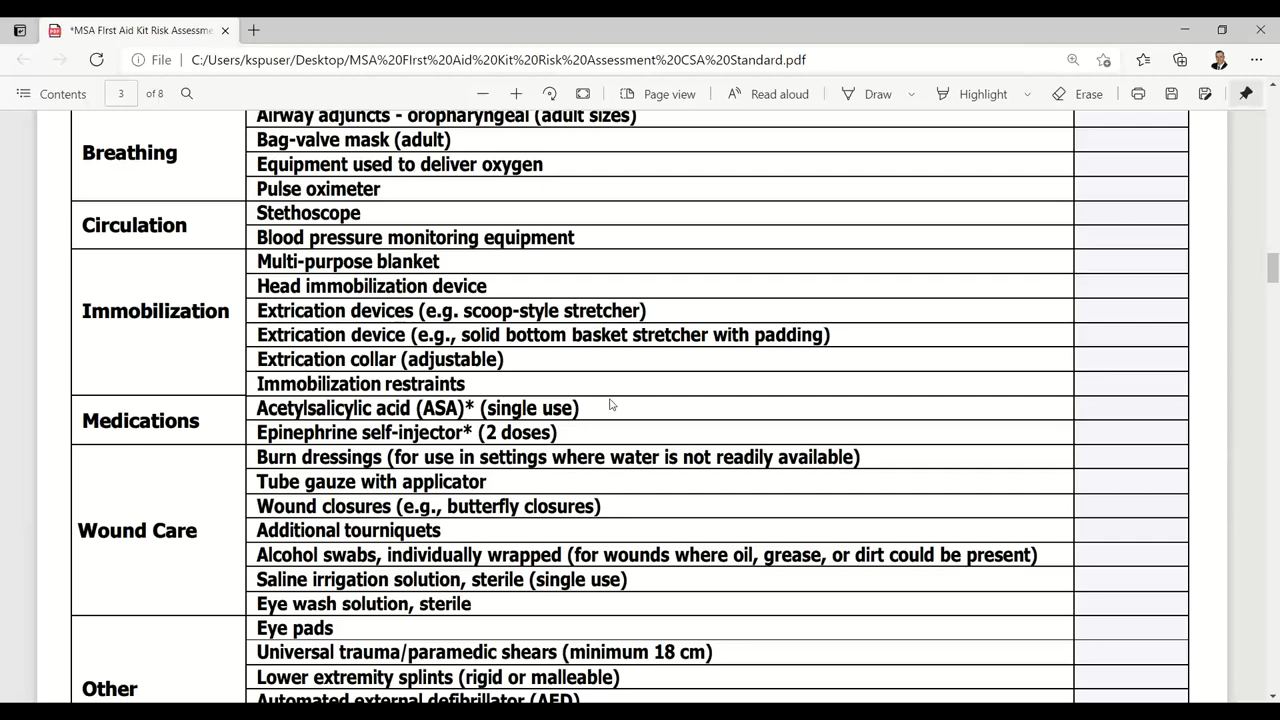 *MSA FIrst Aid Kit Risk Assessme
File
C:/Users/kspuser/Desktop/MSA%20FIrst%20Aid%20Kit%20Risk%20Assessment%20CSA%20Standard.pdf
Contents
3
of 8
Page view
Read aloud
Draw
Highlight
Erase
Airway adjuncts - oropharyngeal (adult sizes)
Breathing
Bag-valve mask (adult)
Equipment used to deliver oxygen
Pulse oximeter
Circulation
Stethoscope
Blood pressure monitoring equipment
Immobilization
Multi-purpose blanket
Head immobilization device
Extrication devices (e.g. scoop-style stretcher)
Extrication device (e.g., solid bottom basket stretcher with padding)
Extrication collar (adjustable)
Immobilization restraints
Medications
Acetylsalicylic acid (ASA)* (single use)
Epinephrine self-injector* (2 doses)
Wound Care
Burn dressings (for use in settings where water is not readily available)
Tube gauze with applicator
Wound closures (e.g., butterfly closures)
Additional tourniquets
Alcohol swabs, individually wrapped (for wounds where oil, grease, or dirt could be present)
Saline irrigation solution, sterile (single use)
Eye wash solution, sterile
Other
Eye pads
Universal trauma/paramedic shears (minimum 18 cm)
Lower extremity splints (rigid or malleable)
Automated external defibrillator (AED)